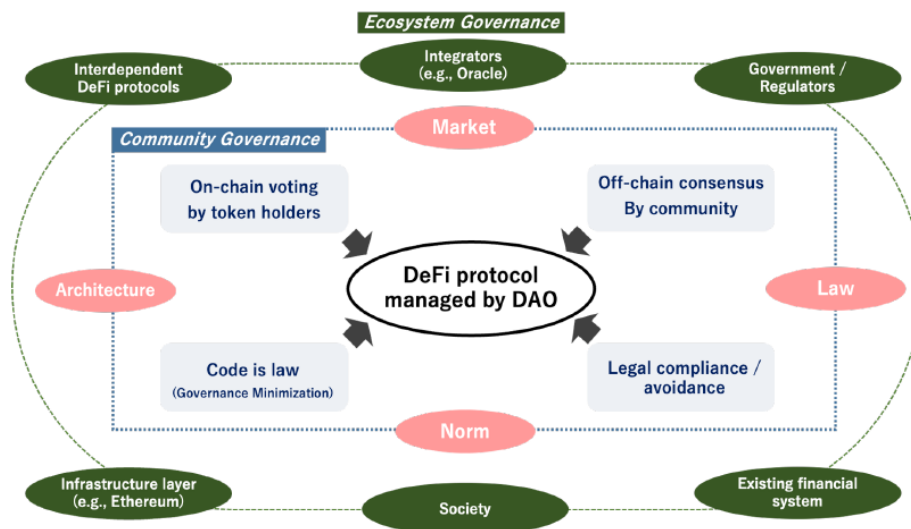 Ecosystem Governance
Interdependent
DeFi protocols
Integrators
(e.g., Oracle)
Government /
Regulators
Community Governance
Market
On-chain voting
by token holders
Off-chain consensus
By community
Architecture
DeFi protocol
managed by DAO
Law
Code is law
(Governance Minimization)
Legal compliance /
avoidance
Norm
Infrastructure layer
(e.g., Ethereum)
Society
Existing financial
system